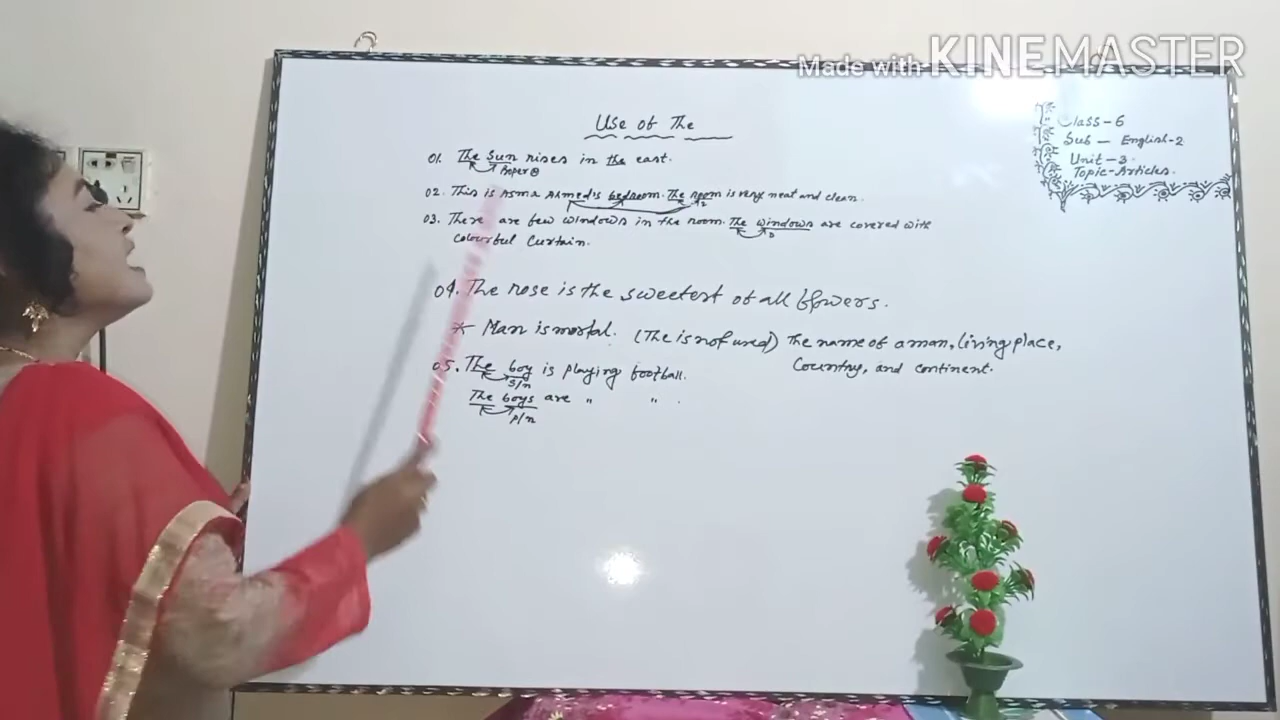 Made with KINEMASTER
Use of The
Class-6
Sub - English-2
Unit-3
Topic-Articles.
01. The Sun rises in the east.
02. This is Asma Ahmed's bedroom. The room is very neat and clean.
03. There are few windows in the room. The windows are covered with
colourful Curtain.
04. The rose is the sweetest of all flowers.
* Man is mortal. (The is not used) The name of a man, living place,
Country, and continent.
05. The boy is playing football.
S/n
The boys are " " .
P/n